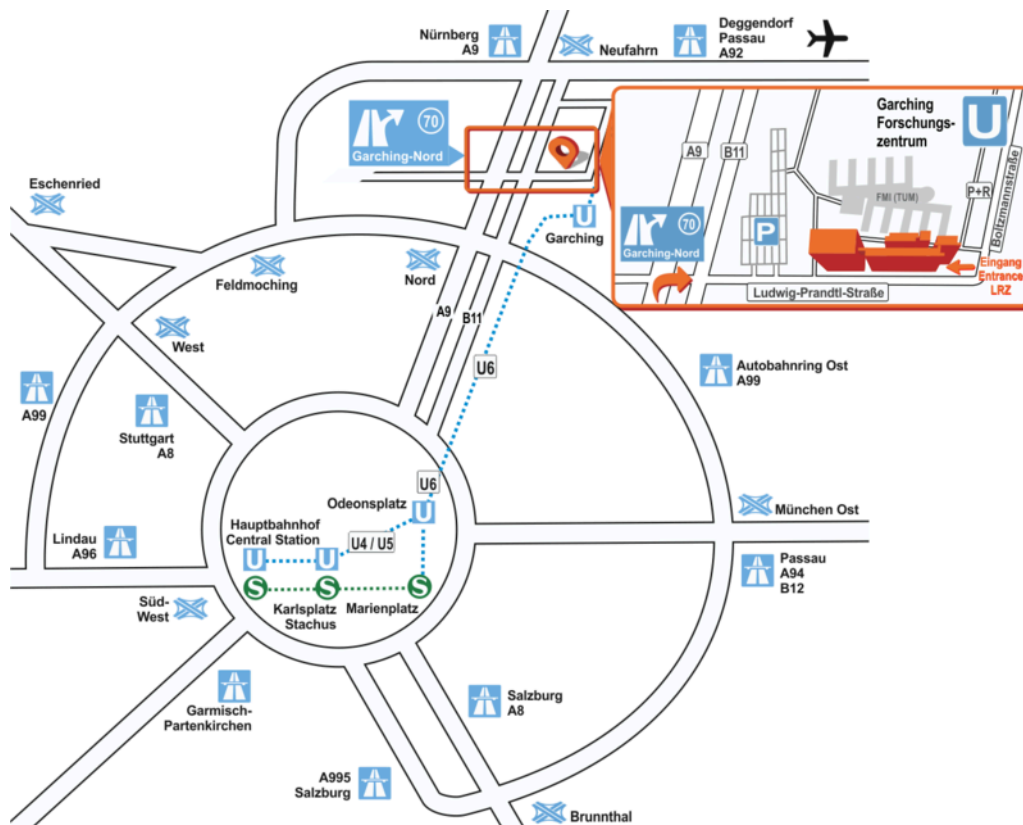 Nürnberg
A9
Neufahrn
Deggendorf
Passau
A92
70
Garching-Nord
Garching
Forschungs-
zentrum
U
A9
B11
P+R
Boltzmannstraße
FMI (TUM)
70
Garching-Nord
P
Eingang
Entrance
LRZ
Ludwig-Prandtl-Straße
Eschenried
U
Garching
Feldmoching
Nord
A9
B11
West
U6
Autobahnring Ost
A99
A99
Stuttgart
A8
U6
Odeonsplatz
U
München Ost
Hauptbahnhof
Central Station
U4 / U5
U
U
Lindau
A96
S
S
S
Karlsplatz
Stachus
Marienplatz
Passau
A94
B12
Süd-
West
Garmisch-
Partenkirchen
Salzburg
A8
A995
Salzburg
Brunnthal